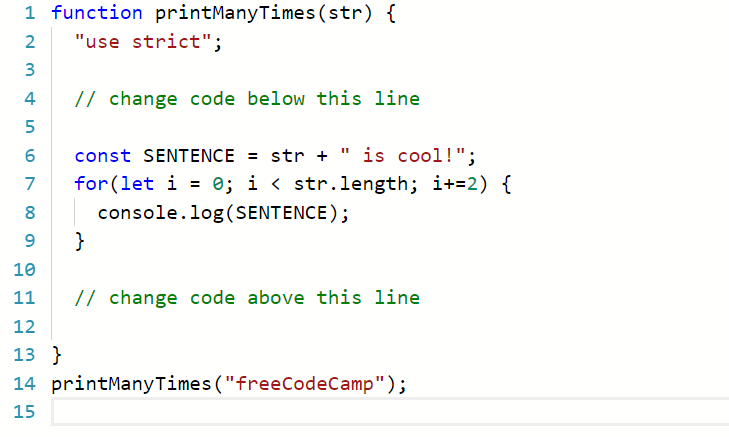 1 function printManyTimes(str) {
2   "use strict";
3
4   // change code below this line
5
6   const SENTENCE = str + " is cool!";
7   for(let i = 0; i < str.length; i+=2) {
8     console.log(SENTENCE);
9   }
10
11   // change code above this line
12
13 }
14 printManyTimes("freeCodeCamp");
15